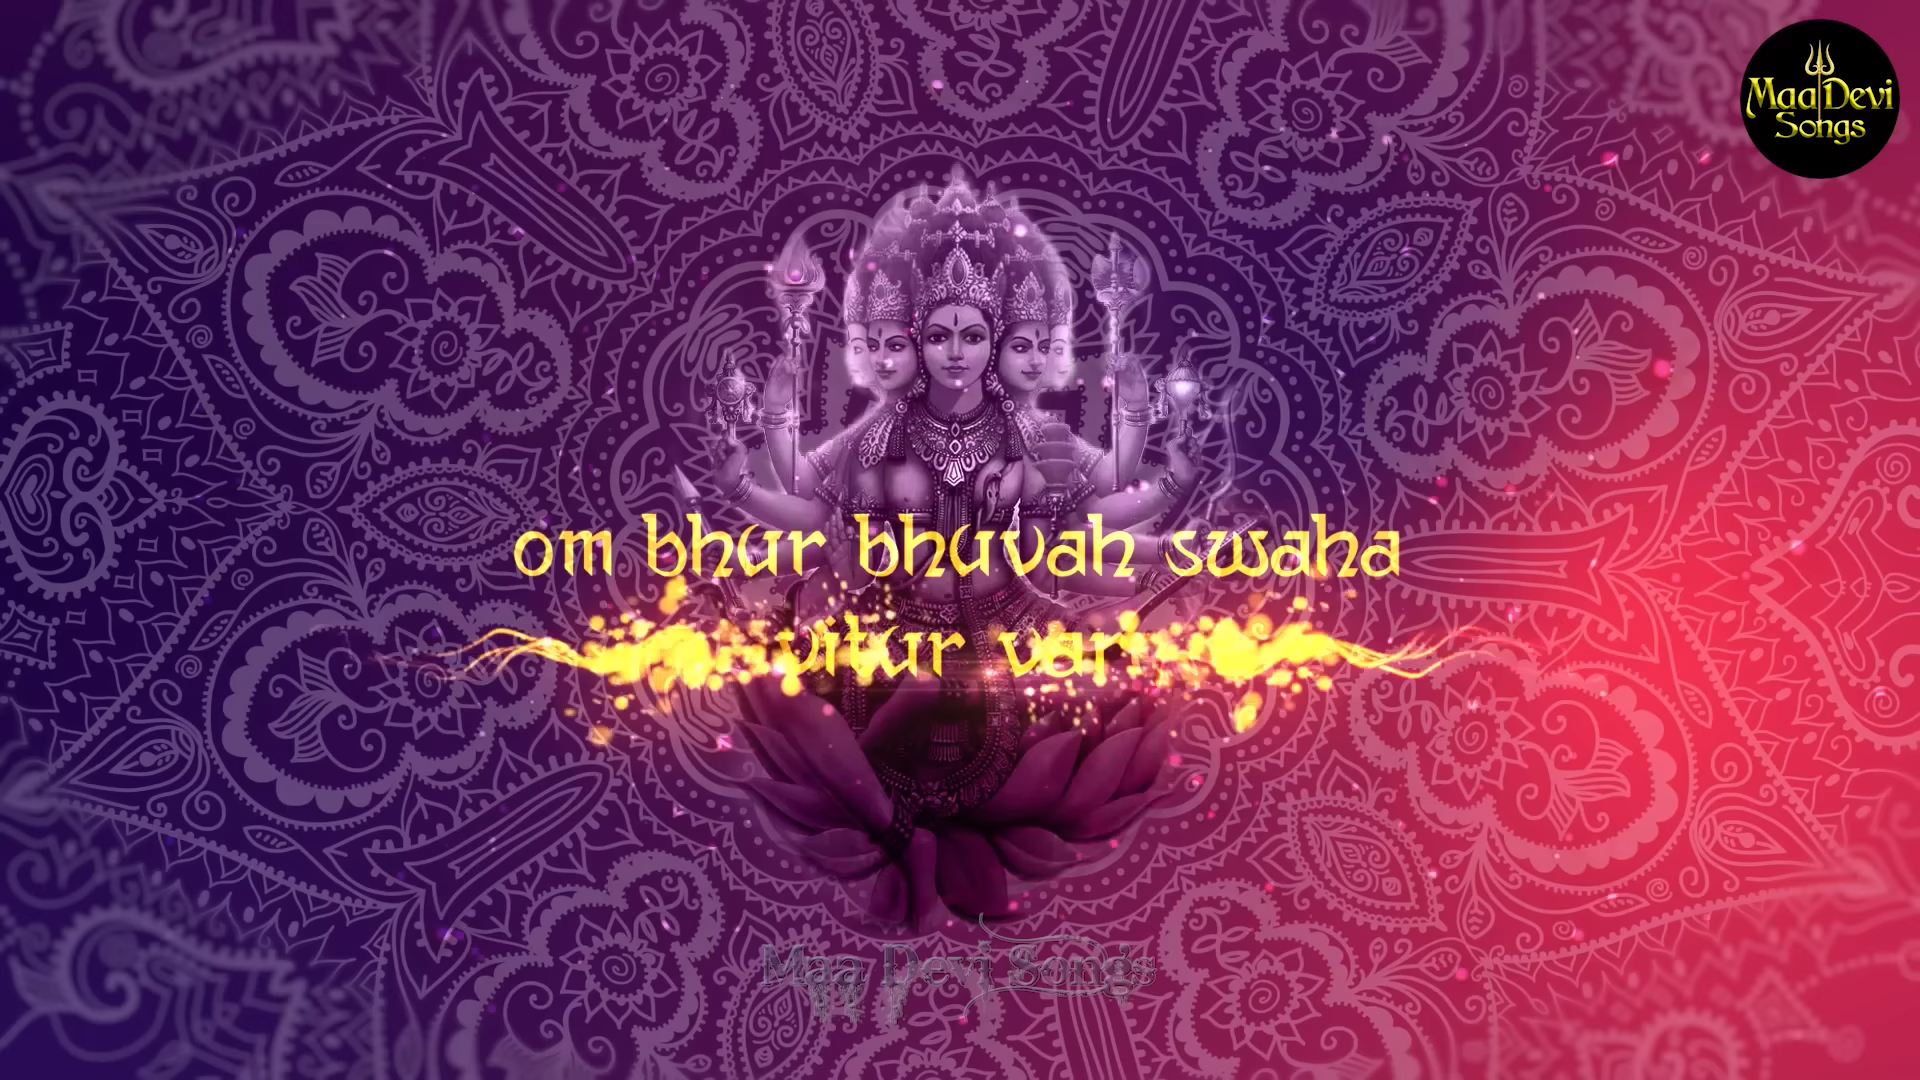 Maa Devi
Songs
om bhur bhuvah swaha
vitur var
Maa Devi Songs